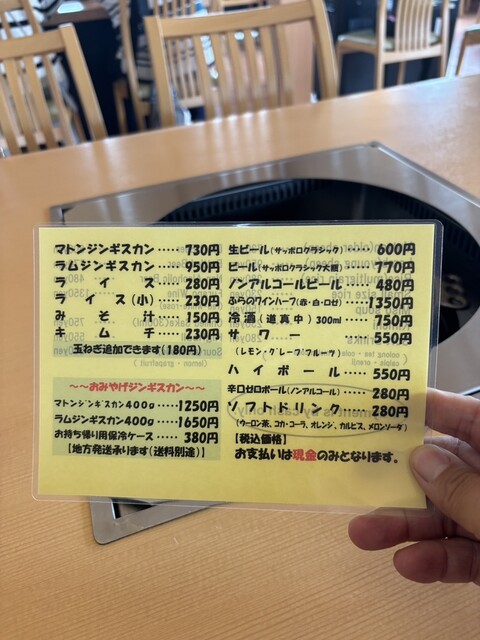 マトンジンギスカン‥‥‥730円
ラムジンギスカン‥‥‥950円
ライス‥‥‥280円
ライス(小)‥‥‥230円
みそ汁‥‥‥150円
キムチ‥‥‥230円
玉ねぎ追加できます(180円)
～～おみやげジンギスカン～～
マトンジンギスカン400g‥‥‥1250円
ラムジンギスカン400g‥‥‥1650円
お持ち帰り用保冷ケース‥‥‥380円
【地方発送承ります(送料別途)】
生ビール(サッポロクラシック)‥‥‥600円
ビール(サッポロクラシック大瓶)‥‥‥770円
ノンアルコールビール‥‥‥480円
ふらのワインハーフ(赤・白・ロゼ)‥‥‥1350円
冷酒(道真中)300ml‥‥‥750円
サワー‥‥‥550円
(レモン・グレープフルーツ)
ハイボール‥‥‥550円
辛口ゼロボール(ノンアルコール)‥‥‥280円
ソフトドリンク‥‥‥280円
(ウーロン茶、コカ・コーラ、オレンジ、カルピス、メロンソーダ)
【税込価格】
お支払いは現金のみとなります。